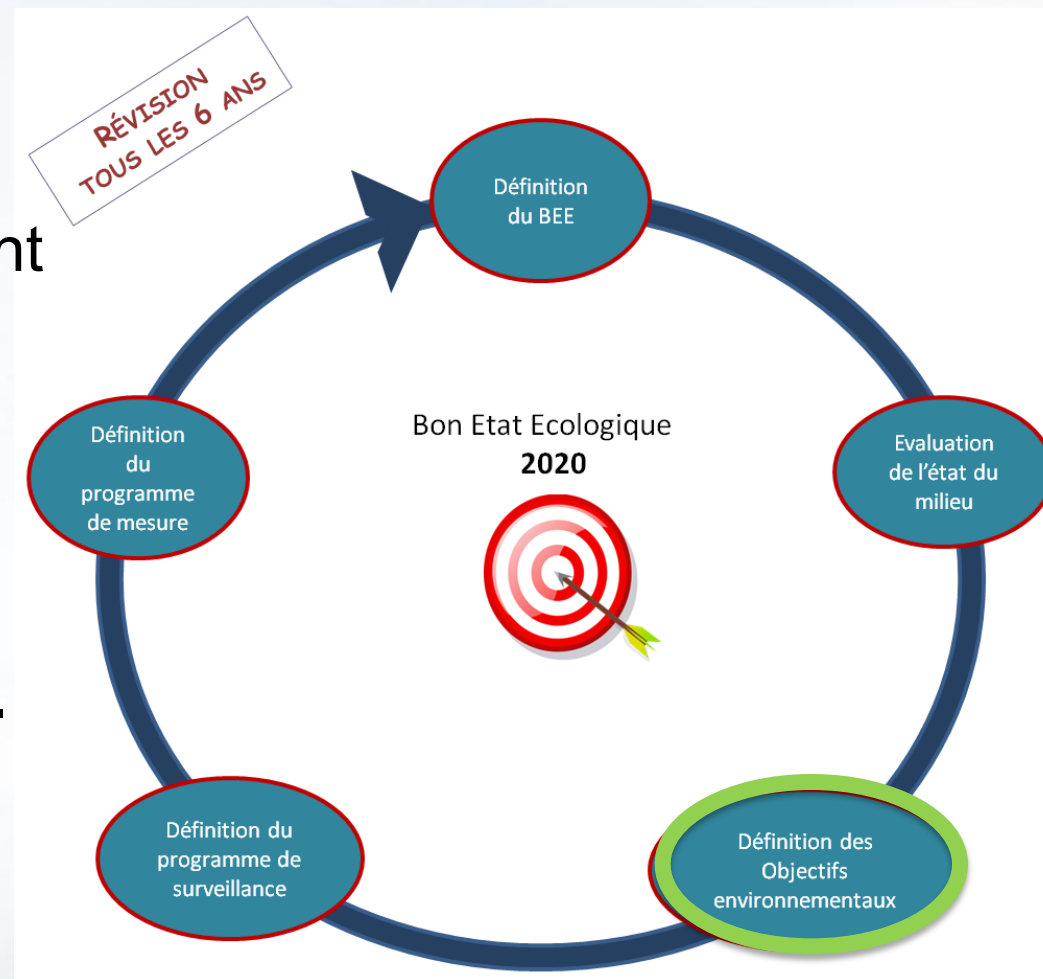 RÉVISION
TOUS LES 6 ANS
nt
Définition
du BEE
Définition
du
programme
de mesure
Bon Etat Ecologique
2020
Evaluation
de l'état du
milieu
.
Définition du
programme de
surveillance
Définition des
Objectifs
environnementaux